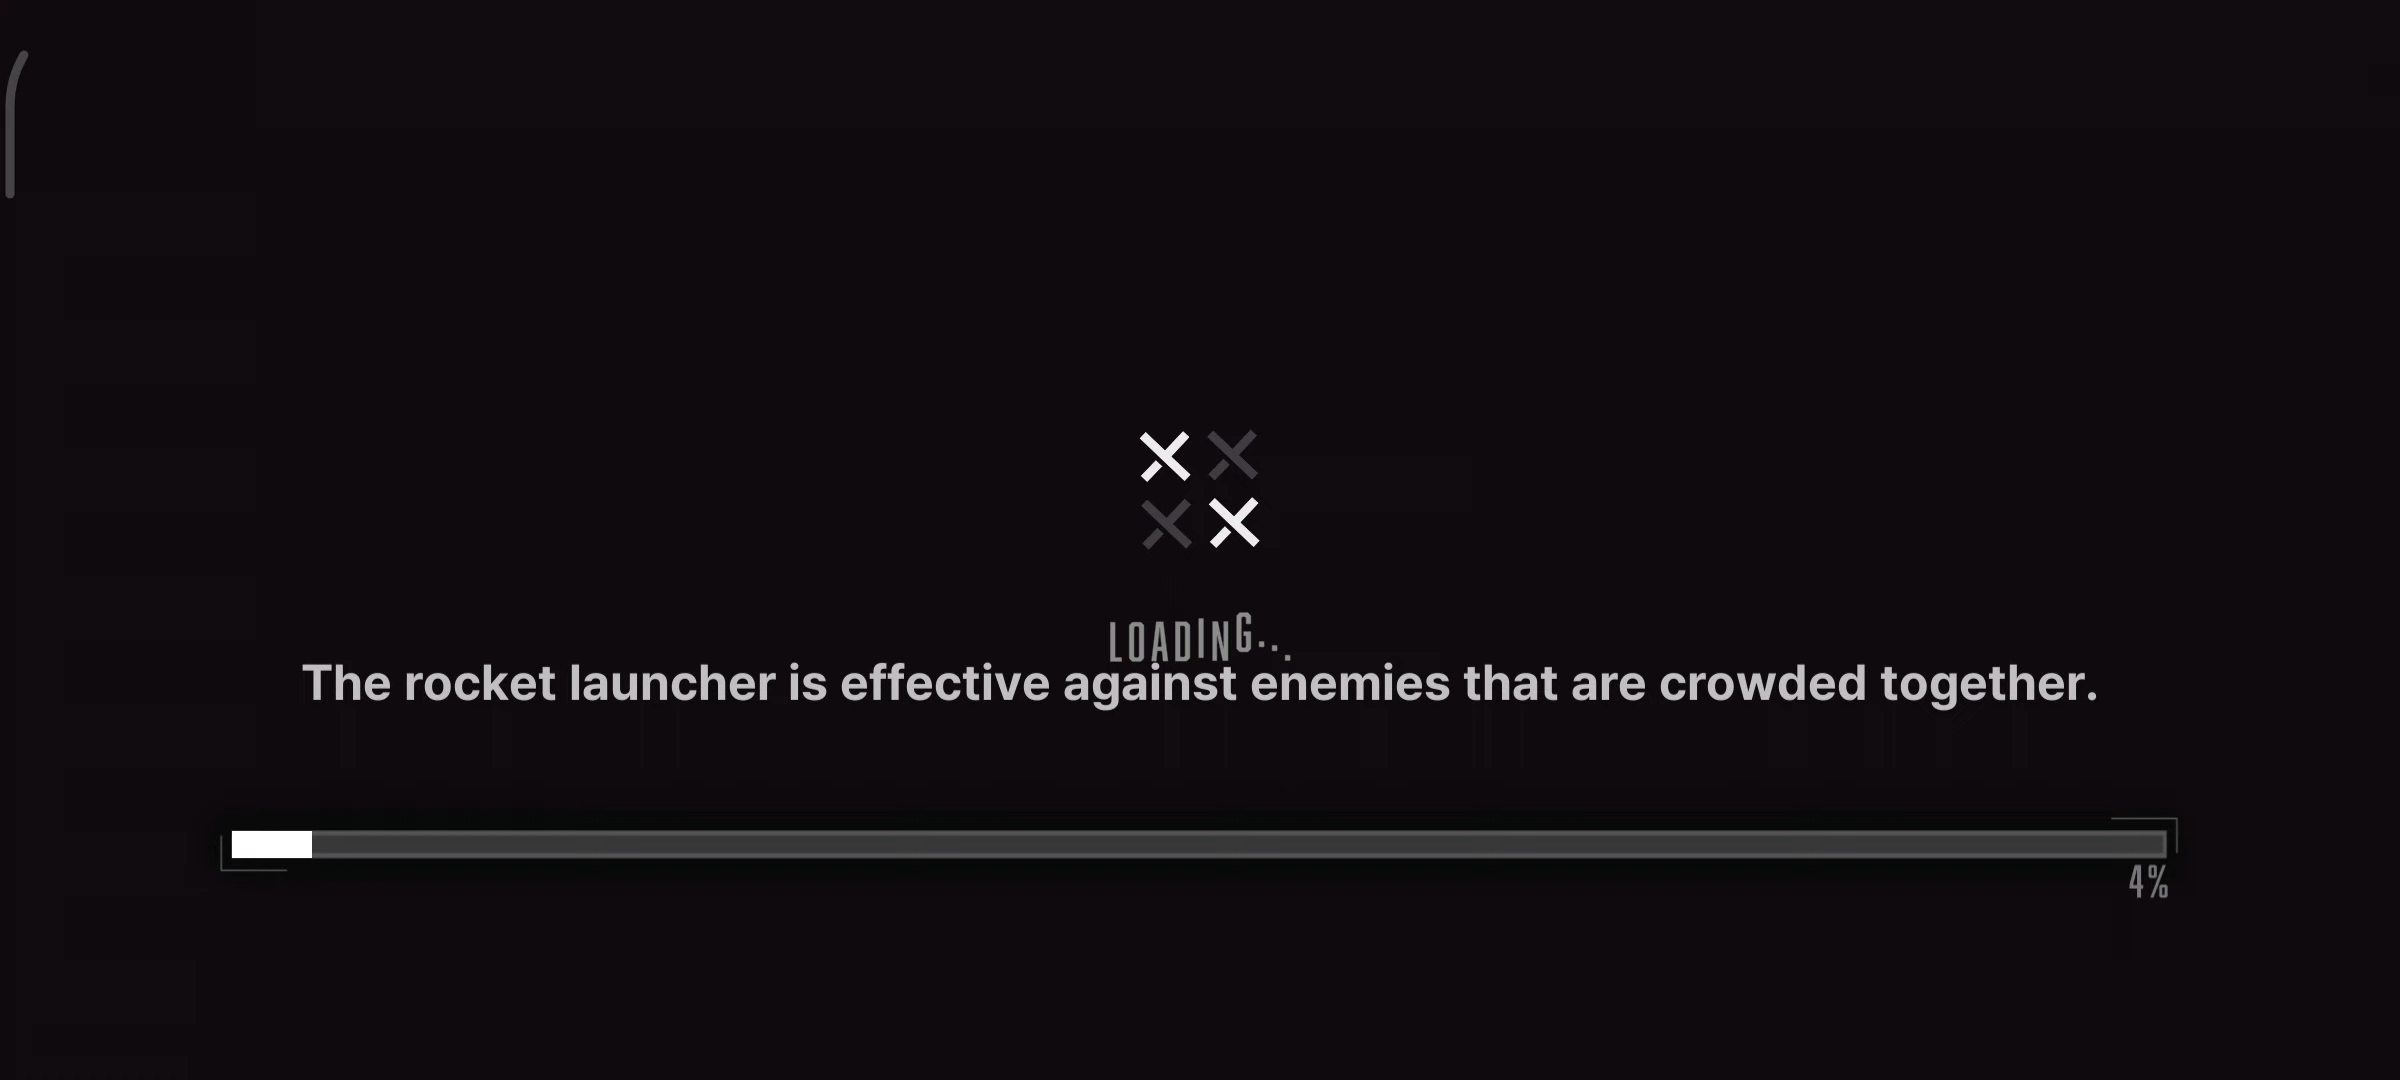 LOADING...
The rocket launcher is effective against enemies that are crowded together.
4%